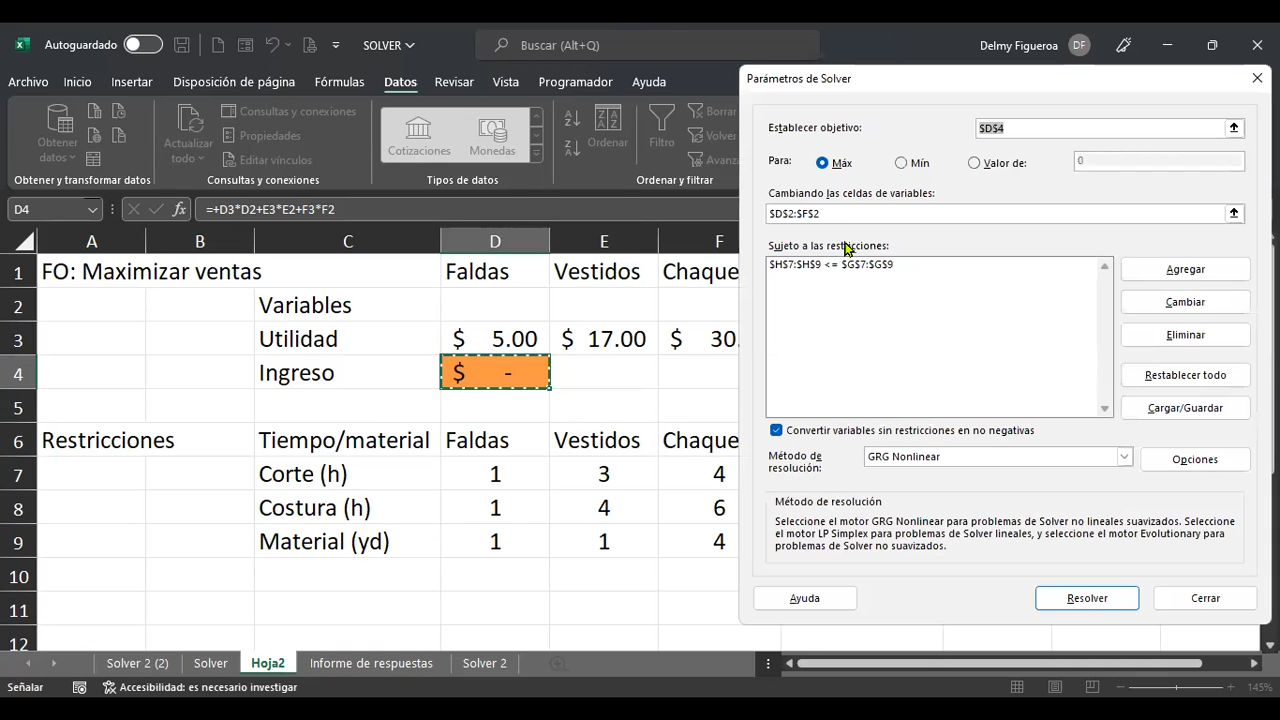 Autoguardado
SOLVER
Buscar (Alt+Q)
Delmy Figueroa
DF
Archivo
Inicio
Insertar
Disposición de página
Fórmulas
Datos
Revisar
Vista
Programador
Ayuda
Obtener datos
Consultas y conexiones
Propiedades
Editar vínculos
Actualizar todo
Cotizaciones
Monedas
Ordenar
Filtro
Borrar
Volver
Avanza
Obtener y transformar datos
Consultas y conexiones
Tipos de datos
Ordenar y filtrar
D4
fx
=+D3*D2+E3*E2+F3*F2
A B C D E F
1 FO: Maximizar ventas Faldas Vestidos Chaque
2 Variables
3 Utilidad $ 5.00 $ 17.00 $ 30.
4 Ingreso $ -
5
6 Restricciones Tiempo/material Faldas Vestidos Chaque
7 Corte (h) 1 3 4
8 Costura (h) 1 4 6
9 Material (yd) 1 1 4
10
11
12
Parámetros de Solver
Establecer objetivo: $D$4
Para: Máx Mín Valor de: 0
Cambiando las celdas de variables:
$D$2:$F$2
Sujeto a las restricciones:
$H$7:$H$9 <= $G$7:$G$9
Agregar
Cambiar
Eliminar
Restablecer todo
Cargar/Guardar
Convertir variables sin restricciones en no negativas
Método de
resolución:
GRG Nonlinear
Opciones
Método de resolución
Seleccione el motor GRG Nonlinear para problemas de Solver no lineales suavizados. Seleccione
el motor LP Simplex para problemas de Solver lineales, y seleccione el motor Evolutionary para
problemas de Solver no suavizados.
Ayuda
Resolver
Cerrar
Solver 2 (2)
Solver
Hoja2
Informe de respuestas
Solver 2
Señalar
Accesibilidad: es necesario investigar
145%